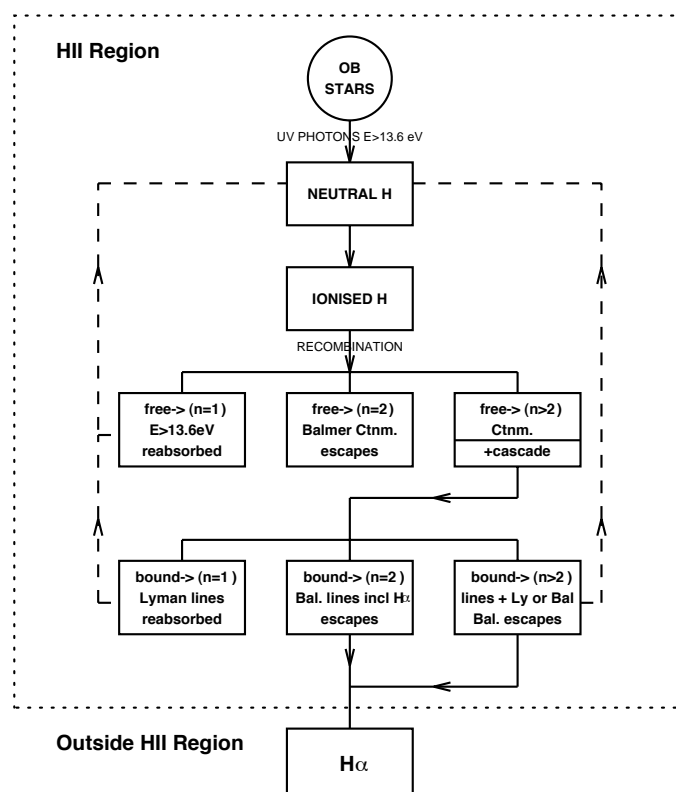 HII Region
OB
STARS
UV PHOTONS E>13.6 eV
NEUTRAL H
IONISED H
RECOMBINATION
free-> (n=1)
E>13.6eV
reabsorbed
free-> (n=2)
Balmer Ctnm.
escapes
free-> (n>2)
Ctnm.
+cascade
bound-> (n=1)
Lyman lines
reabsorbed
bound-> (n=2)
Bal. lines incl Hα
escapes
bound-> (n>2)
lines + Ly or Bal
Bal. escapes
Outside HII Region
Hα